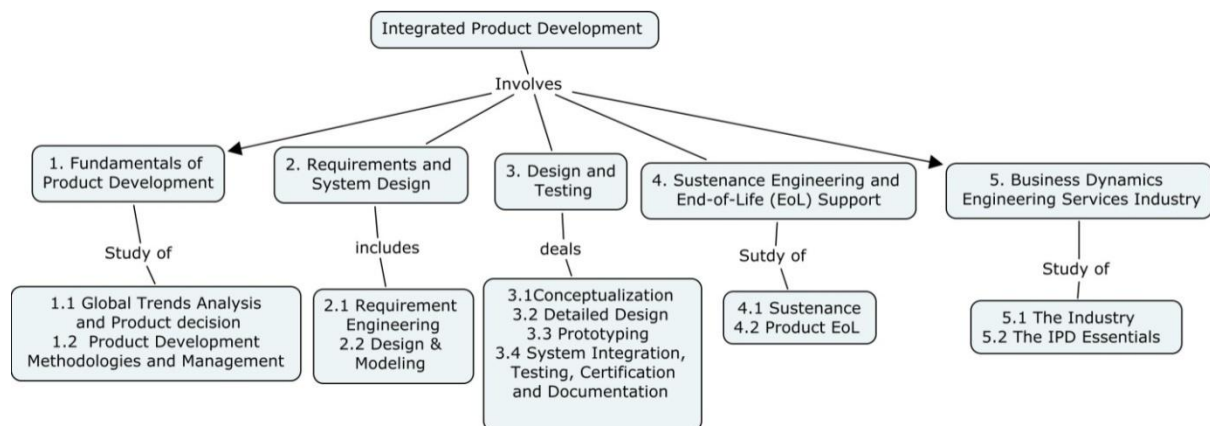 Integrated Product Development
Involves
1. Fundamentals of
Product Development
2. Requirements and
System Design
3. Design and
Testing
4. Sustenance Engineering and
End-of-Life (EoL) Support
5. Business Dynamics
Engineering Services Industry
Study of
includes
deals
Sutdy of
Study of
1.1 Global Trends Analysis
and Product decision
1.2 Product Development
Methodologies and Management
2.1 Requirement
Engineering
2.2 Design &
Modeling
3.1Conceptualization
3.2 Detailed Design
3.3 Prototyping
3.4 System Integration,
Testing, Certification
and Documentation
4.1 Sustenance
4.2 Product EoL
5.1 The Industry
5.2 The IPD Essentials